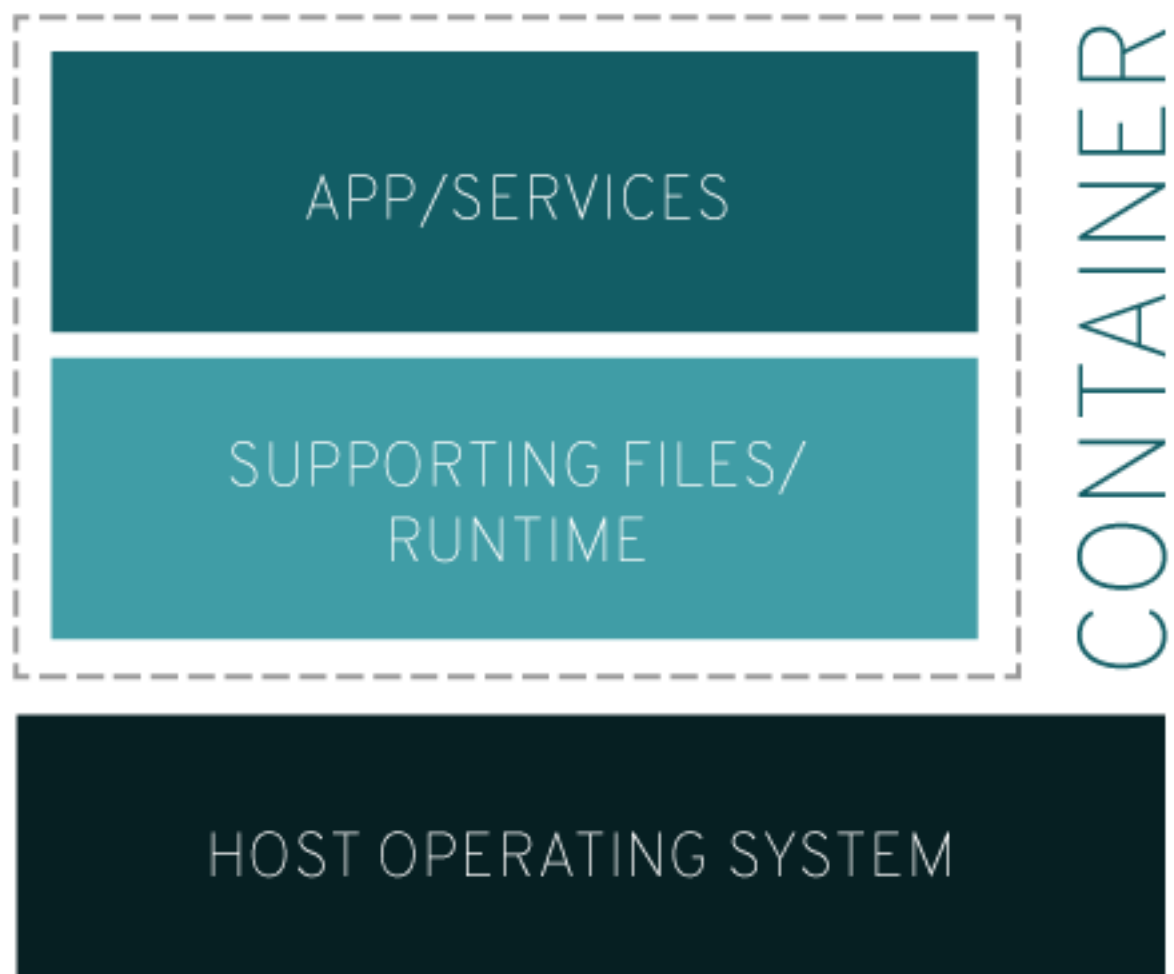 APP/SERVICES
SUPPORTING FILES/
RUNTIME
CONTAINER
HOST OPERATING SYSTEM